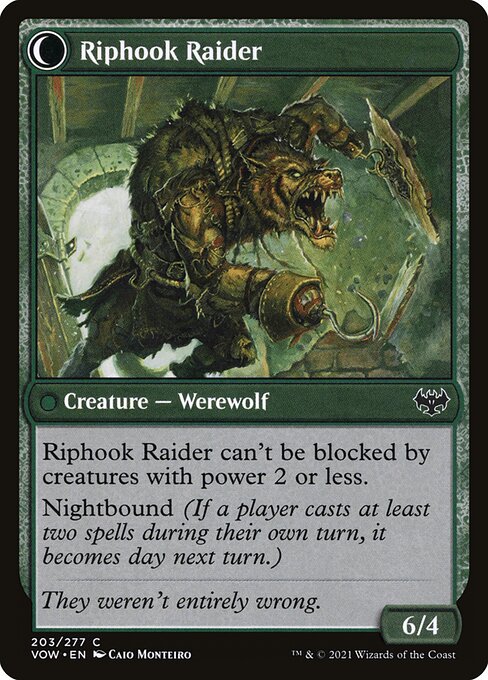 Riphook Raider
Creature — Werewolf
Riphook Raider can't be blocked by
creatures with power 2 or less.
Nightbound (If a player casts at least
two spells during their own turn, it
becomes day next turn.)
They weren't entirely wrong.
6/4
203/277 C
VOW • EN Caio Monteiro
™ & © 2021 Wizards of the Coast